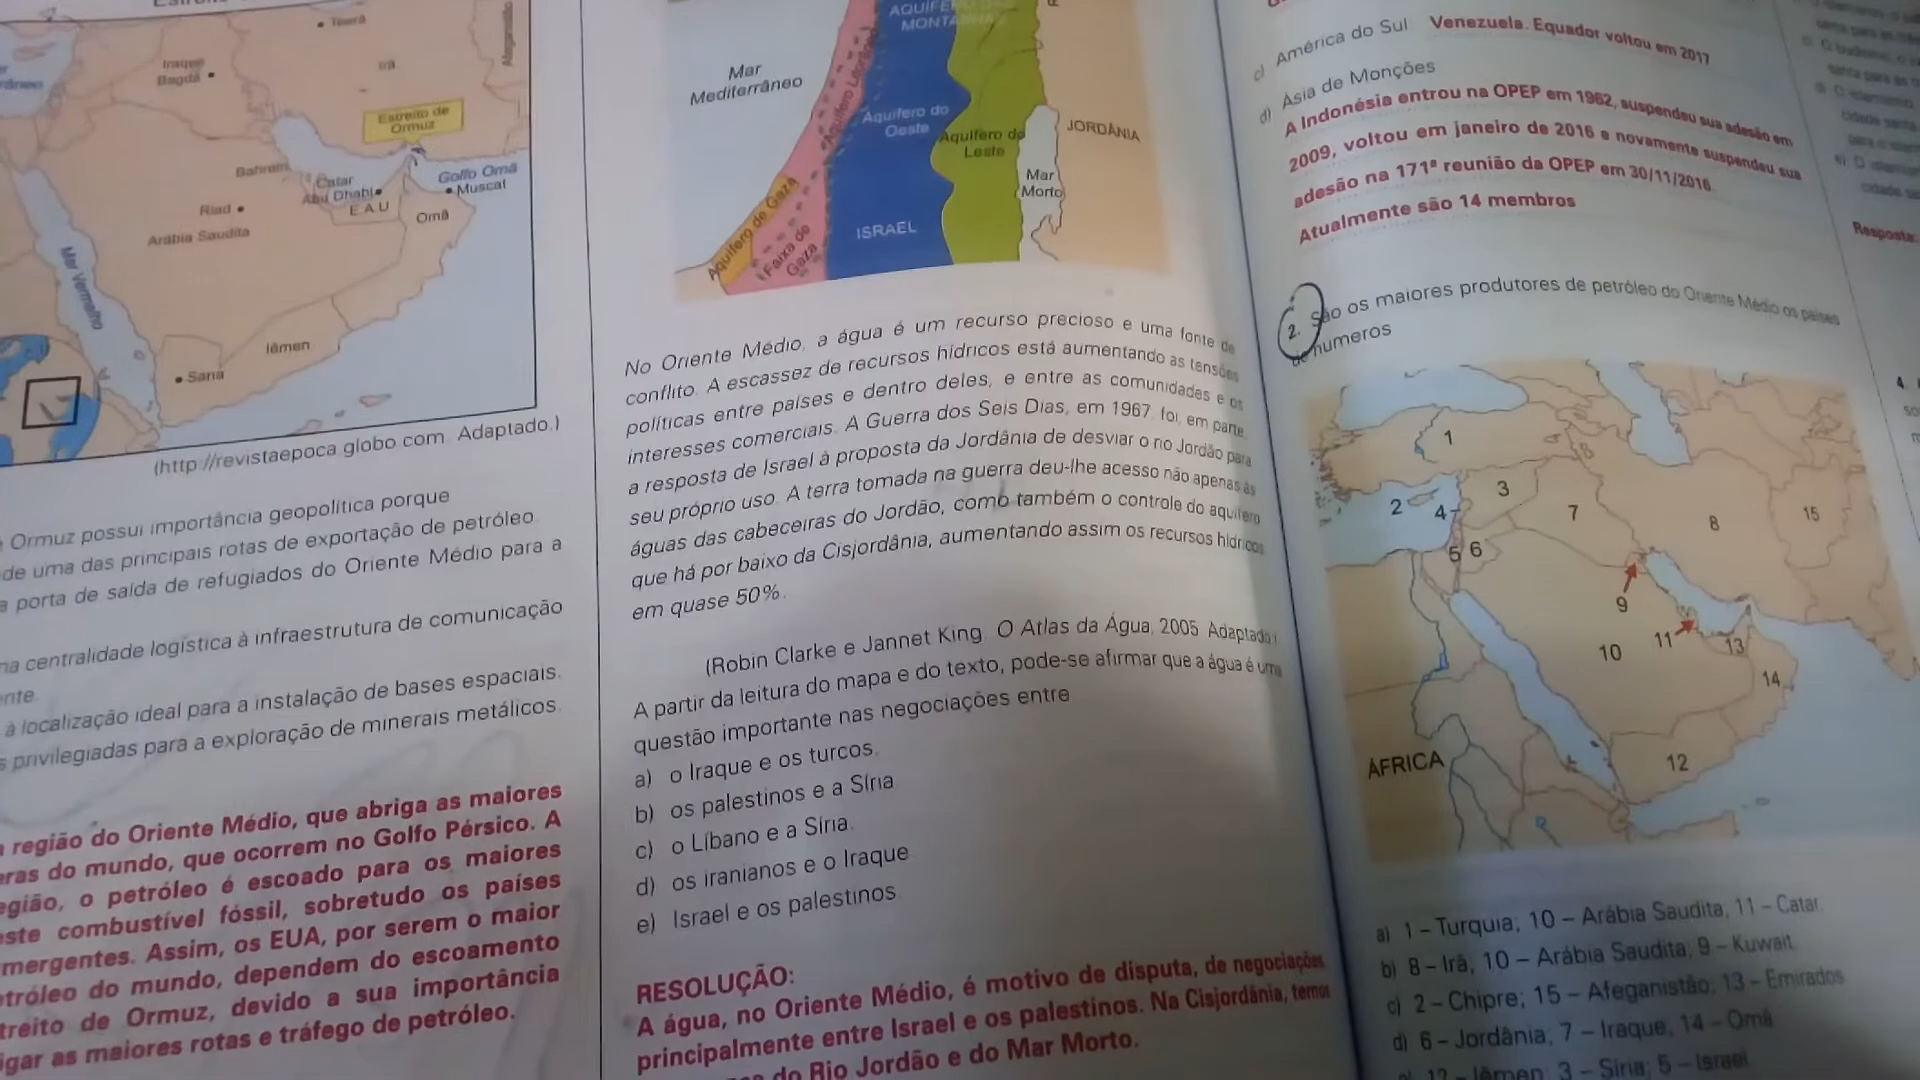 Teerã
Iraque
Bagdá
Irã
Afeganistão
Estreito de
Ormuz
Bahrein
Catar
Abu Dhabi
E.A.U
Golfo Omã
Muscat
Omã
Riad
Arábia Saudita
Mar Vermelho
Iêmen
Sana
(http://revistaepoca.globo.com. Adaptado.)
Ormuz possui importância geopolítica porque
de uma das principais rotas de exportação de petróleo.
porta de saída de refugiados do Oriente Médio para a
centralidade logística à infraestrutura de comunicação
à localização ideal para a instalação de bases espaciais.
privilegiadas para a exploração de minerais metálicos.
região do Oriente Médio, que abriga as maiores
do mundo, que ocorrem no Golfo Pérsico. A
o petróleo é escoado para os maiores
combustível fóssil, sobretudo os países
Assim, os EUA, por serem o maior
do mundo, dependem do escoamento
de Ormuz, devido a sua importância
as maiores rotas e tráfego de petróleo.
MONTANHAS
Mar
Mediterrâneo
Aquífero Litorâneo
Aquífero do
Oeste
Aquífero do
Leste
JORDÂNIA
Mar
Morto
Aquífero de Gaza
Faixa de
Gaza
ISRAEL
No Oriente Médio, a água é um recurso precioso e uma fonte de
conflito. A escassez de recursos hídricos está aumentando as tensões
políticas entre países e dentro deles, e entre as comunidades e os
interesses comerciais. A Guerra dos Seis Dias, em 1967, foi, em parte,
a resposta de Israel à proposta da Jordânia de desviar o rio Jordão para
seu próprio uso. A terra tomada na guerra deu-lhe acesso não apenas às
águas das cabeceiras do Jordão, como também o controle do aquífero
que há por baixo da Cisjordânia, aumentando assim os recursos hídricos
em quase 50%.
(Robin Clarke e Jannet King. O Atlas da Água, 2005. Adaptado.)
A partir da leitura do mapa e do texto, pode-se afirmar que a água é uma
questão importante nas negociações entre
a) o Iraque e os turcos.
b) os palestinos e a Síria.
c) o Líbano e a Síria.
d) os iranianos e o Iraque.
e) Israel e os palestinos.
RESOLUÇÃO:
A água, no Oriente Médio, é motivo de disputa, de negociações
principalmente entre Israel e os palestinos. Na Cisjordânia, temos
do Rio Jordão e do Mar Morto.
c) América do Sul Venezuela. Equador voltou em 2017
d) Ásia de Monções
A Indonésia entrou na OPEP em 1962, suspendeu sua adesão em
2009, voltou em janeiro de 2016 e novamente suspendeu sua
adesão na 171ª reunião da OPEP em 30/11/2016.
Atualmente são 14 membros
2. São os maiores produtores de petróleo do Oriente Médio os países
de números
1
2
3
4
5
6
7
8
15
9
10
11
13
14
12
ÁFRICA
a) 1 – Turquia; 10 – Arábia Saudita; 11 – Catar.
b) 8 – Irã; 10 – Arábia Saudita; 9 – Kuwait.
c) 2 – Chipre; 15 – Afeganistão; 13 – Emirados
d) 6 – Jordânia; 7 – Iraque; 14 – Omã
12 – Iêmen; 3 – Síria; 5 – Israel
Resposta:
4.